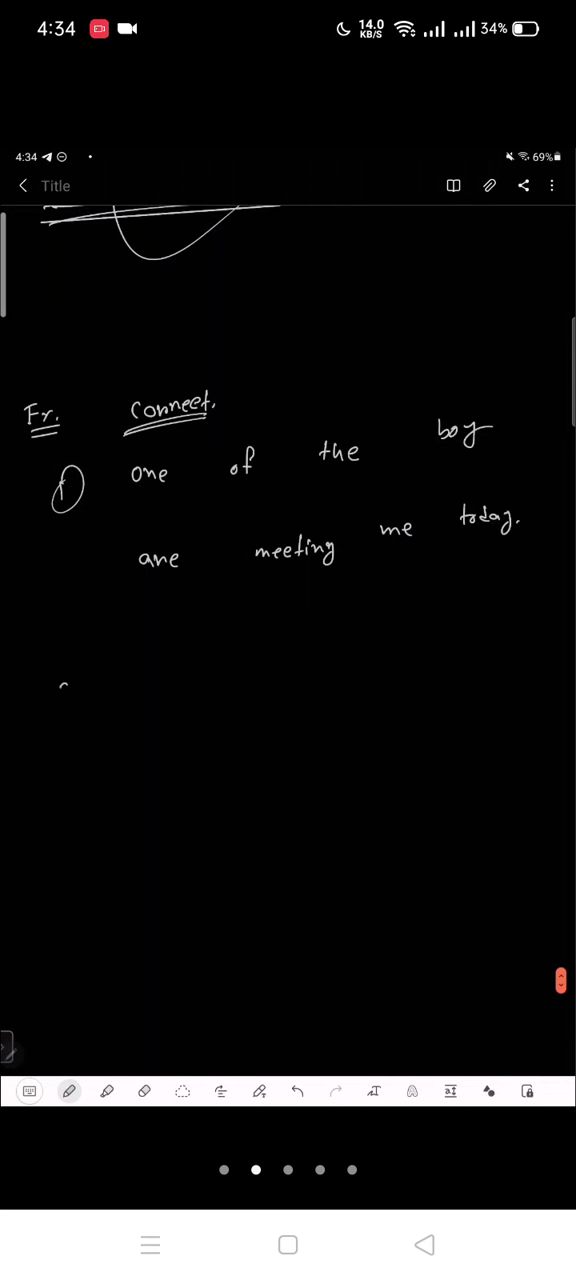 4:34 14.0 KB/S 34%
4:34 69%
Title
Ex. Connect.
① one of the boy
are meeting me today.